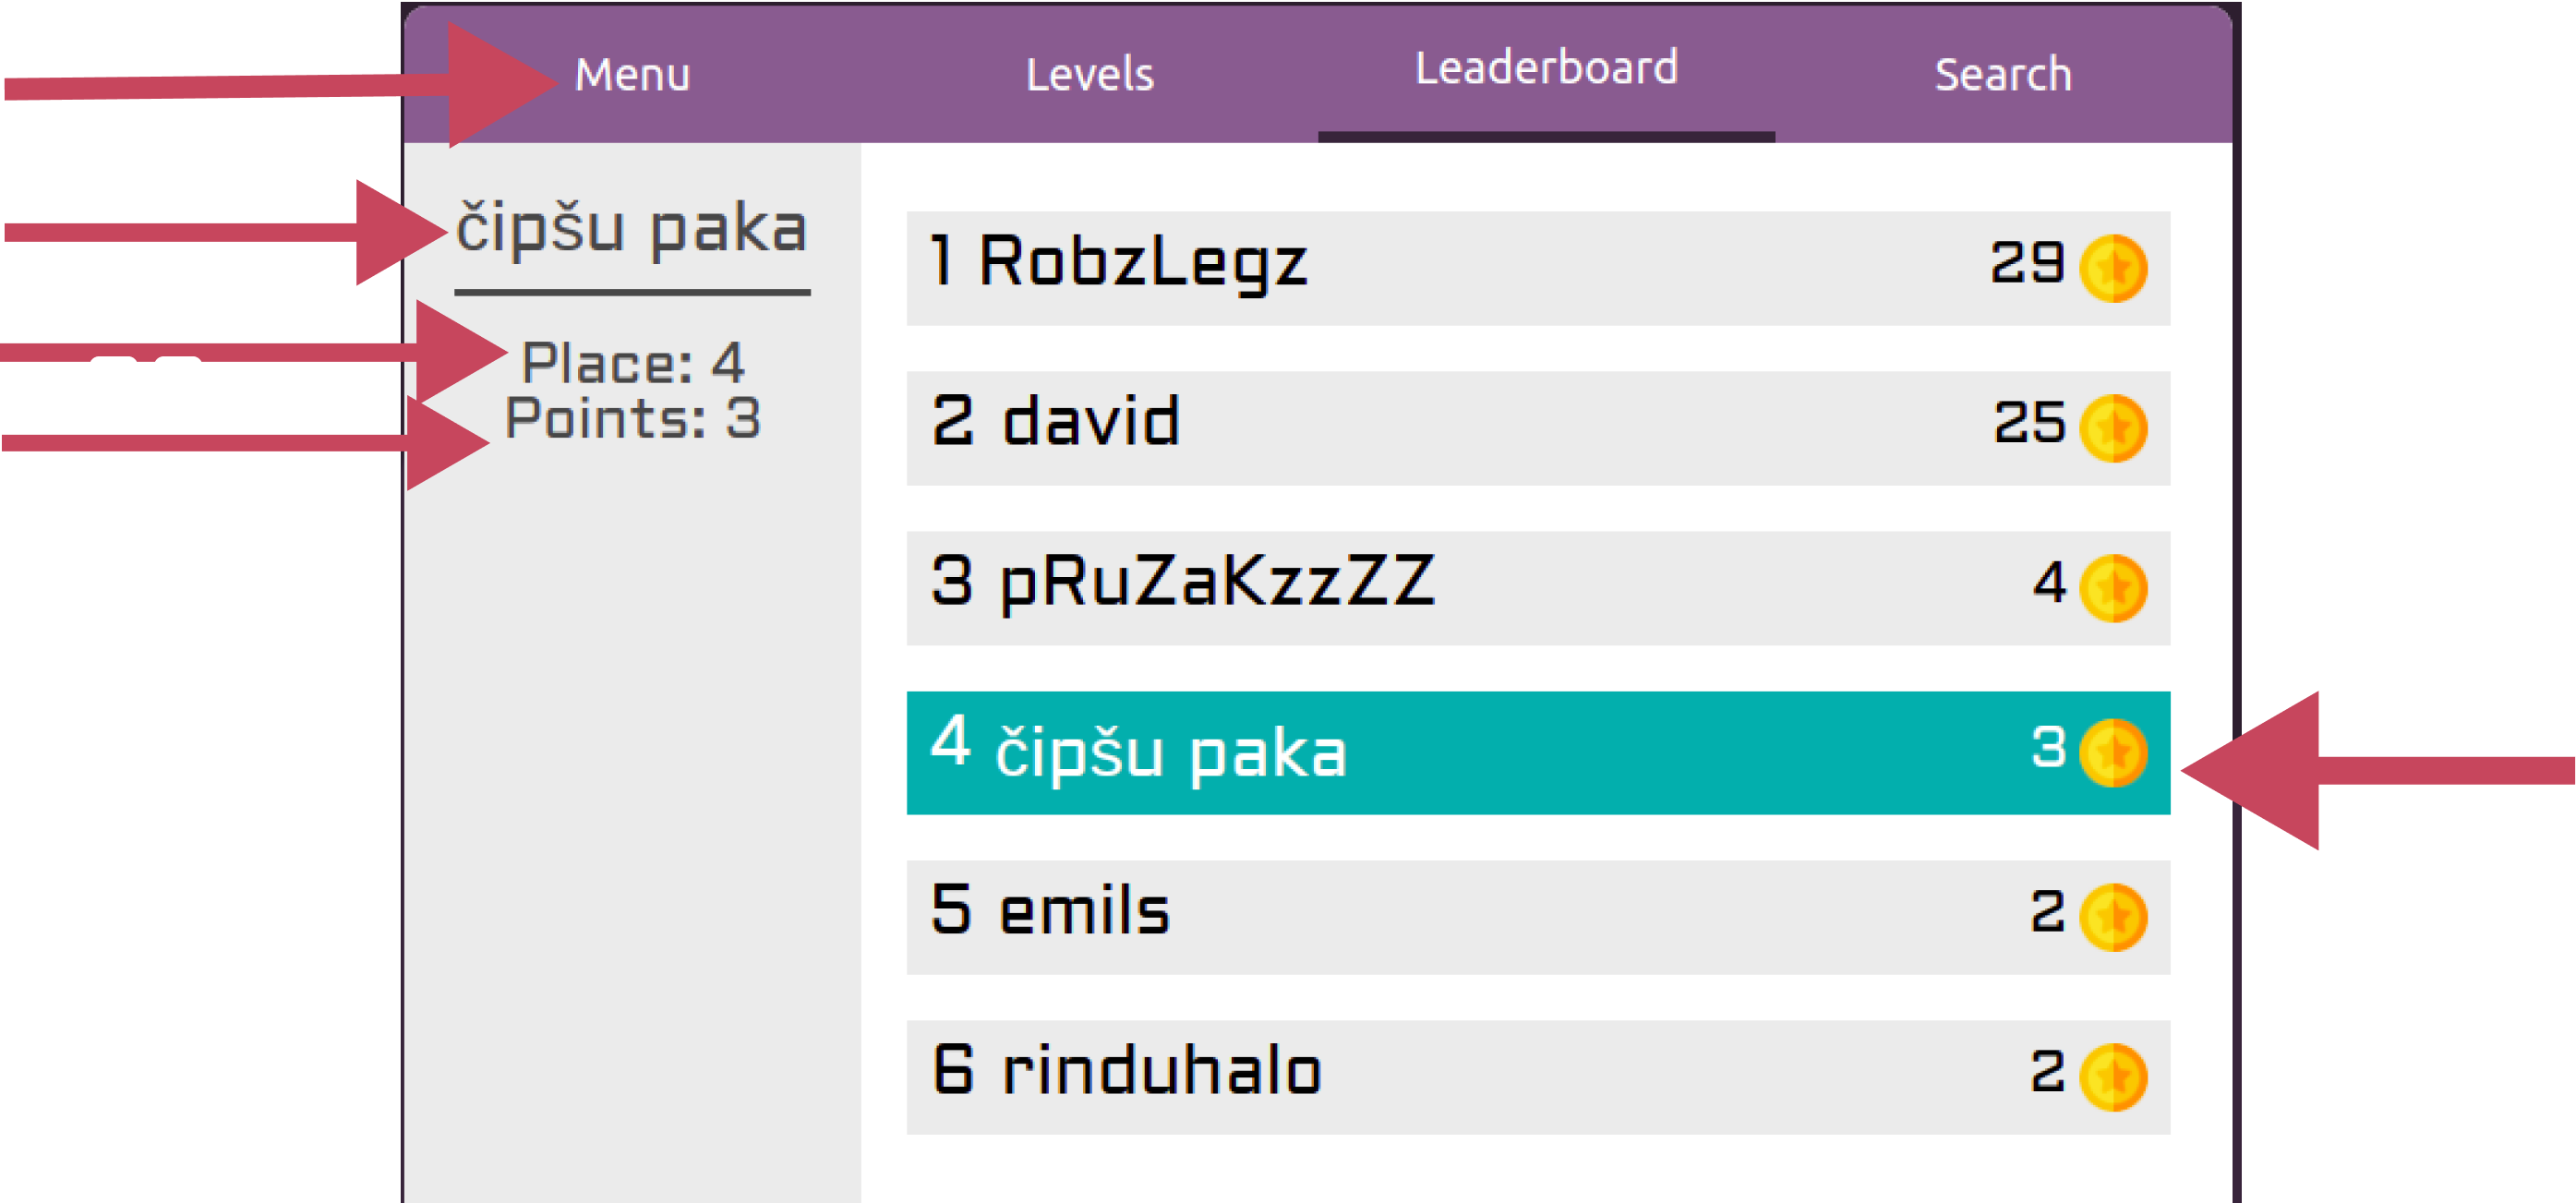 Menu Levels Leaderboard Search
čipšu paka
Place: 4
Points: 3
1 RobzLegz 29
2 david 25
3 pRuZaKzzZZ 4
4 čipšu paka 3
5 emils 2
6 rinduhalo 2